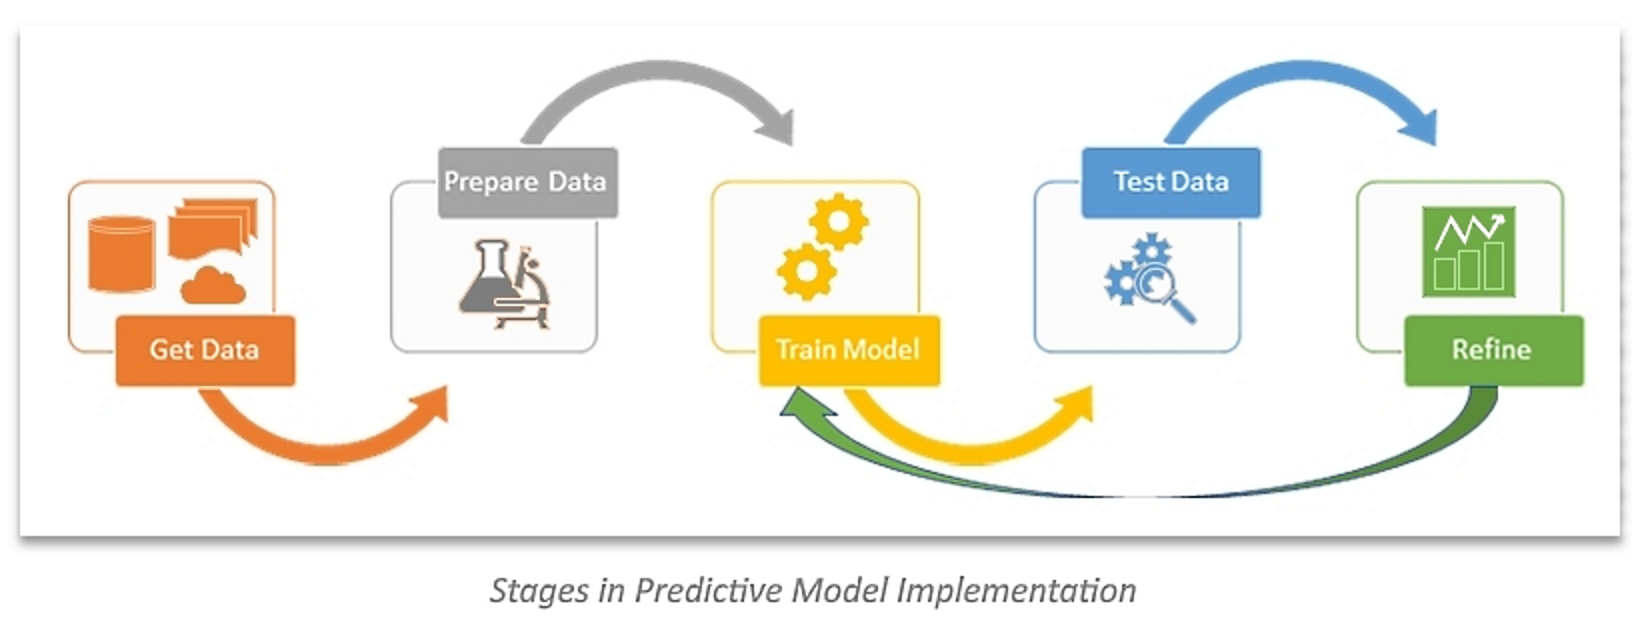 Get Data
Prepare Data
Train Model
Test Data
Refine
Stages in Predictive Model Implementation